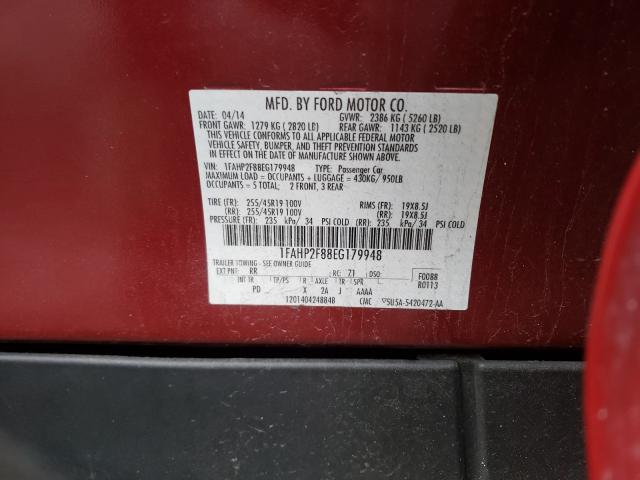 MFD. BY FORD MOTOR CO.
DATE: 04/14 GVWR: 2386 KG ( 5260 LB)
FRONT GAWR: 1279 KG ( 2820 LB) REAR GAWR: 1143 KG ( 2520 LB)
THIS VEHICLE CONFORMS TO ALL APPLICABLE FEDERAL MOTOR
VEHICLE SAFETY, BUMPER, AND THEFT PREVENTION STANDARDS
IN EFFECT ON THE DATE OF MANUFACTURE SHOWN ABOVE.
VIN: 1FAHP2F88EG179948 TYPE: Passenger Car
MAXIMUM LOAD = OCCUPANTS + LUGGAGE = 430KG/ 950LB
OCCUPANTS = 5 TOTAL: 2 FRONT, 3 REAR
TIRE (FR): 255/45R19 100V RIMS (FR): 19X8.5J
(RR): 255/45R19 100V (RR): 19X8.5J
PRESSURE (FR): 235 kPa/ 34 PSI COLD (RR): 235 kPa/ 34 PSI COLD
1FAHP2F88EG179948
TRAILER TOWING - SEE OWNER GUIDE
EXT PNT: RR RC: 71 DSO: F0088
INT TR TP/PS R AXLE TR SPR R0113
PD X 2A J AAAA
1201404248848 CMC